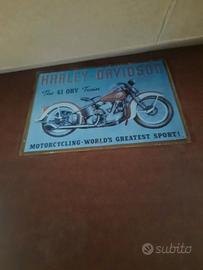 HARLEY-DAVIDSON
The 61 OHV Twin
MOTORCYCLING-WORLD'S GREATEST SPORT!
subito